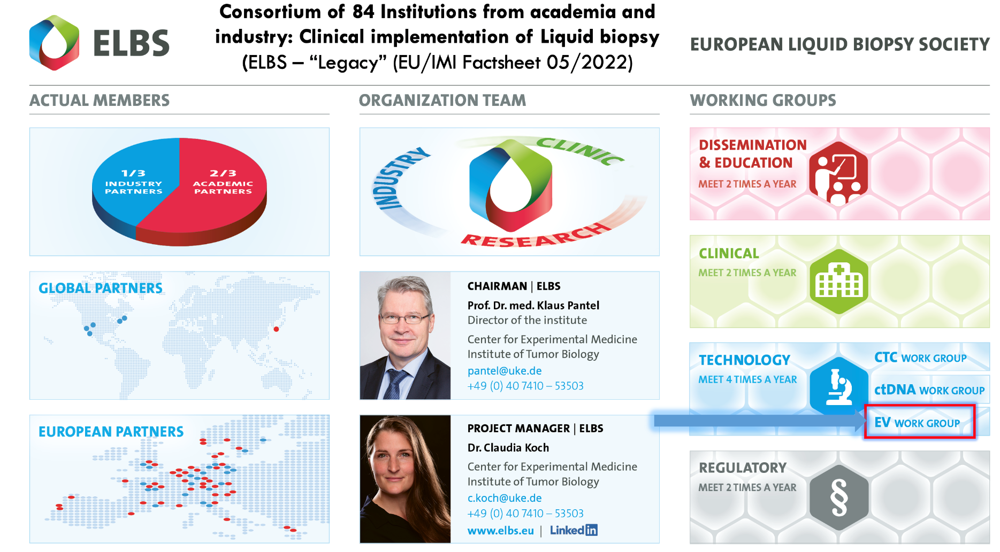 ELBS
Consortium of 84 Institutions from academia and
industry: Clinical implementation of Liquid biopsy
(ELBS – “Legacy” (EU/IMI Factsheet 05/2022)
EUROPEAN LIQUID BIOPSY SOCIETY
ACTUAL MEMBERS
1/3
INDUSTRY
PARTNERS
2/3
ACADEMIC
PARTNERS
GLOBAL PARTNERS
EUROPEAN PARTNERS
ORGANIZATION TEAM
INDUSTRY
CLINIC
RESEARCH
CHAIRMAN | ELBS
Prof. Dr. med. Klaus Pantel
Director of the institute
Center for Experimental Medicine
Institute of Tumor Biology
pantel@uke.de
+49 (0) 40 7410 – 53503
PROJECT MANAGER | ELBS
Dr. Claudia Koch
Center for Experimental Medicine
Institute of Tumor Biology
c.koch@uke.de
+49 (0) 40 7410 – 53503
www.elbs.eu | Linked in
WORKING GROUPS
DISSEMINATION
& EDUCATION
MEET 2 TIMES A YEAR
CLINICAL
MEET 2 TIMES A YEAR
TECHNOLOGY
MEET 4 TIMES A YEAR
CTC WORK GROUP
ctDNA WORK GROUP
EV WORK GROUP
REGULATORY
MEET 2 TIMES A YEAR
§